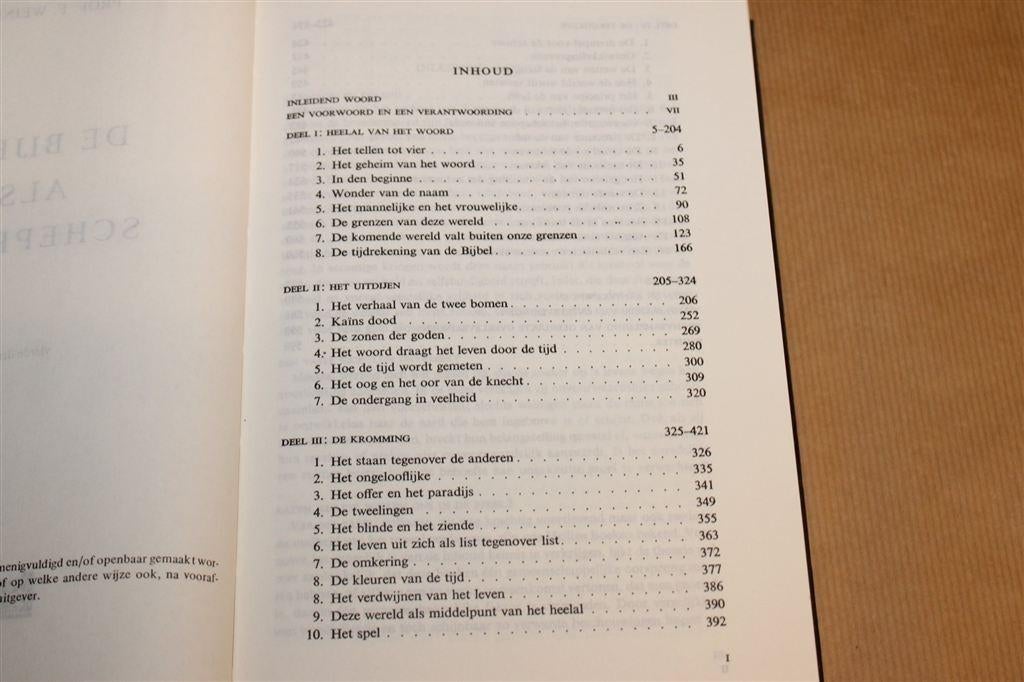 PROF. F. WEIN
DE BIJB
ALS
SCHEPP
menigvuldigd en/of openbaar gemaakt wor-
of op welke andere wijze ook, na vooraf-
uitgever.
INHOUD
INLEIDEND WOORD III
EEN VOORWOORD EN EEN VERANTWOORDING . . . . . . . . . . VII
DEEL I: HEELAL VAN HET WOORD 5–204
1. Het tellen tot vier . . . . . . . . . . . . . . . . . 6
2. Het geheim van het woord . . . . . . . . . . . . . . 35
3. In den beginne . . . . . . . . . . . . . . . . . . 51
4. Wonder van de naam . . . . . . . . . . . . . . . . 72
5. Het mannelijke en het vrouwelijke. . . . . . . . . . . 90
6. De grenzen van deze wereld . . . . . . . . . . . . . 108
7. De komende wereld valt buiten onze grenzen . . . . . . . 123
8. De tijdrekening van de Bijbel . . . . . . . . . . . . . 166
DEEL II: HET UITDIJEN 205–324
1. Het verhaal van de twee bomen . . . . . . . . . . . . 206
2. Kaïns dood . . . . . . . . . . . . . . . . . . . 252
3. De zonen der goden . . . . . . . . . . . . . . . . 269
4. Het woord draagt het leven door de tijd . . . . . . . . . 280
5. Hoe de tijd wordt gemeten . . . . . . . . . . . . . . 300
6. Het oog en het oor van de knecht . . . . . . . . . . . 309
7. De ondergang in veelheid . . . . . . . . . . . . . . 320
DEEL III: DE KROMMING 325–421
1. Het staan tegenover de anderen . . . . . . . . . . . . 326
2. Het ongelooflijke . . . . . . . . . . . . . . . . . 335
3. Het offer en het paradijs . . . . . . . . . . . . . . 341
4. De tweelingen . . . . . . . . . . . . . . . . . . 349
5. Het blinde en het ziende . . . . . . . . . . . . . . 355
6. Het leven uit zich als list tegenover list . . . . . . . . . 363
7. De omkering . . . . . . . . . . . . . . . . . . . 372
8. De kleuren van de tijd . . . . . . . . . . . . . . . 377
8. Het verdwijnen van het leven . . . . . . . . . . . . . 386
9. Deze wereld als middelpunt van het heelal . . . . . . . . 390
10. Het spel . . . . . . . . . . . . . . . . . . . . 392
I